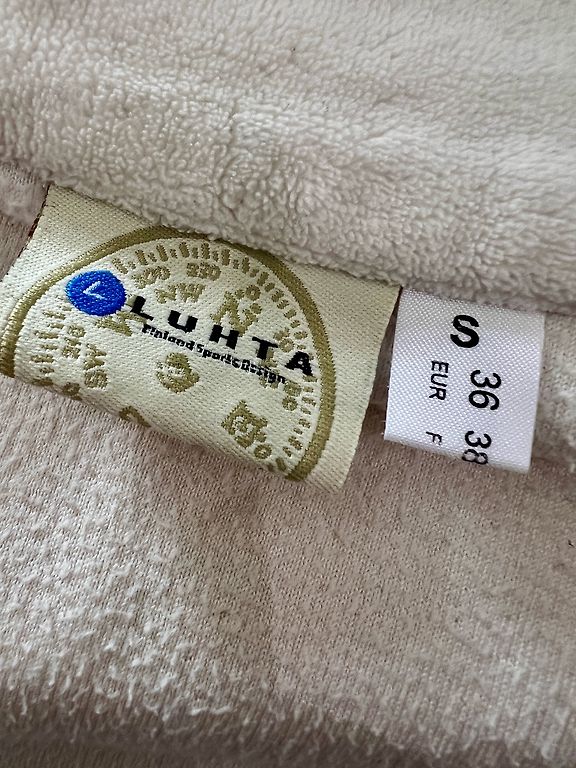 LUHTA
Finland Sports Design
S
EUR 36
F 38